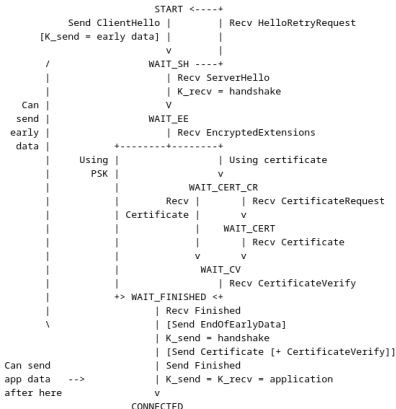 START <----+
           Send ClientHello |        | Recv HelloRetryRequest
      [K_send = early data] |        |
                            v        |
       /                 WAIT_SH ----+
       |                    | Recv ServerHello
       |                    | K_recv = handshake
   Can |                    V
  send |                 WAIT_EE
 early |                    | Recv EncryptedExtensions
  data |           +--------+--------+
       |     Using |                 | Using certificate
       |       PSK |                 v
       |           |            WAIT_CERT_CR
       |           |        Recv |       | Recv CertificateRequest
       |           | Certificate |       v
       |           |             |    WAIT_CERT
       |           |             |       | Recv Certificate
       |           |             v       v
       |           |              WAIT_CV
       |           |                 | Recv CertificateVerify
       |           +> WAIT_FINISHED <+
       |                  | Recv Finished
       \                  | [Send EndOfEarlyData]
                          | K_send = handshake
                          | [Send Certificate [+ CertificateVerify]]
Can send                  | Send Finished
app data   -->            | K_send = K_recv = application
after here                v
                      CONNECTED